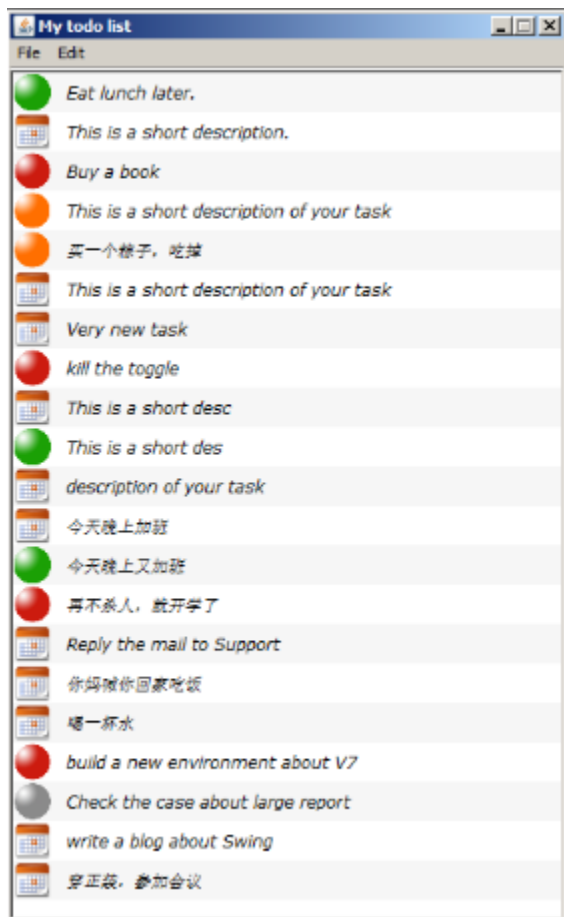 My todo list
File Edit
Eat lunch later.
This is a short description.
Buy a book
This is a short description of your task
买一个粽子，吃掉
This is a short description of your task
Very new task
kill the toggle
This is a short desc
This is a short des
description of your task
今天晚上加班
今天晚上又加班
再不杀人，就开学了
Reply the mail to Support
你妈喊你回家吃饭
喝一杯水
build a new environment about V7
Check the case about large report
write a blog about Swing
穿正装，参加会议